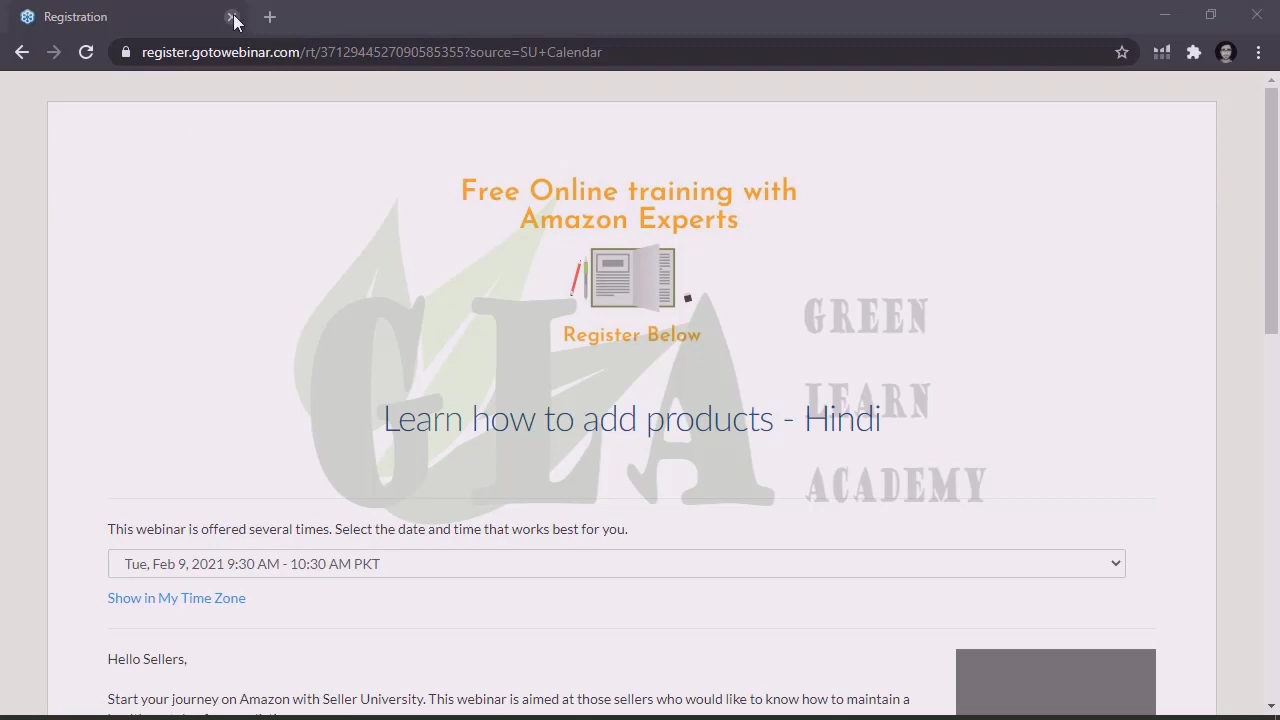 Registration
register.gotowebinar.com/rt/3712944527090585355?source=SU+Calendar
Free Online training with
Amazon Experts
Register Below
GLA
GREEN
LEARN
ACADEMY
Learn how to add products - Hindi
This webinar is offered several times. Select the date and time that works best for you.
Tue, Feb 9, 2021 9:30 AM - 10:30 AM PKT
Show in My Time Zone
Hello Sellers,
Start your journey on Amazon with Seller University. This webinar is aimed at those sellers who would like to know how to maintain a